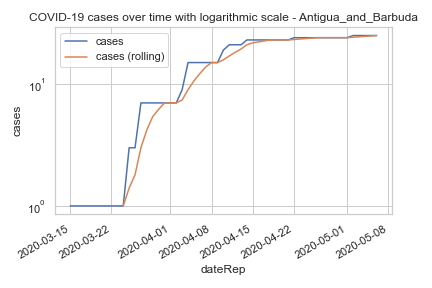 COVID-19 cases over time with logarithmic scale - Antigua_and_Barbuda
cases
cases (rolling)
10¹
10⁰
cases
2020-03-15
2020-03-22
2020-04-01
2020-04-08
2020-04-15
2020-04-22
2020-05-01
2020-05-08
dateRep